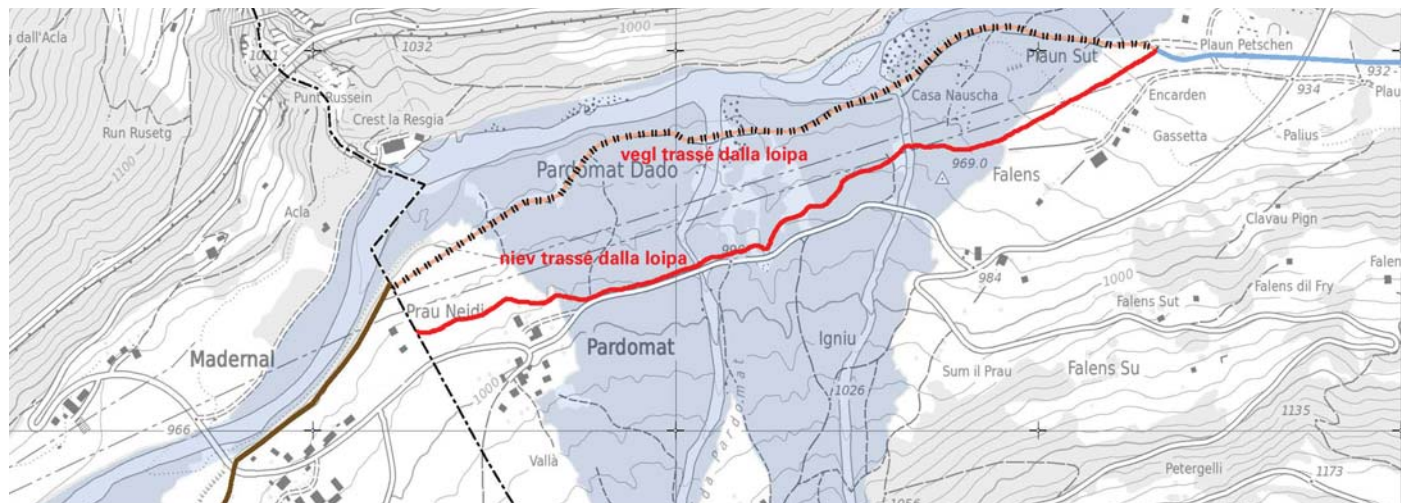 dall'Acla
1000
1031
1032
Punt Russein
Run Rusetg
Crest la Resgia
1100
Acla
Plaun Sut
Plaun Petschen
932
934
Encarden
Casa Nauscha
Gassetta
Palius
vegl trassé dalla loipa
Pardomat Dado
969.0
Falens
Clavau Pign
niev trassé dalla loipa
984
1000
Falens dil Fry
Falens Sut
Prau Neidi
Madernal
Pardomat
Igniu
Sum il Prau
Falens Su
1000
1026
966
1135
Vallà
Petergelli
1173